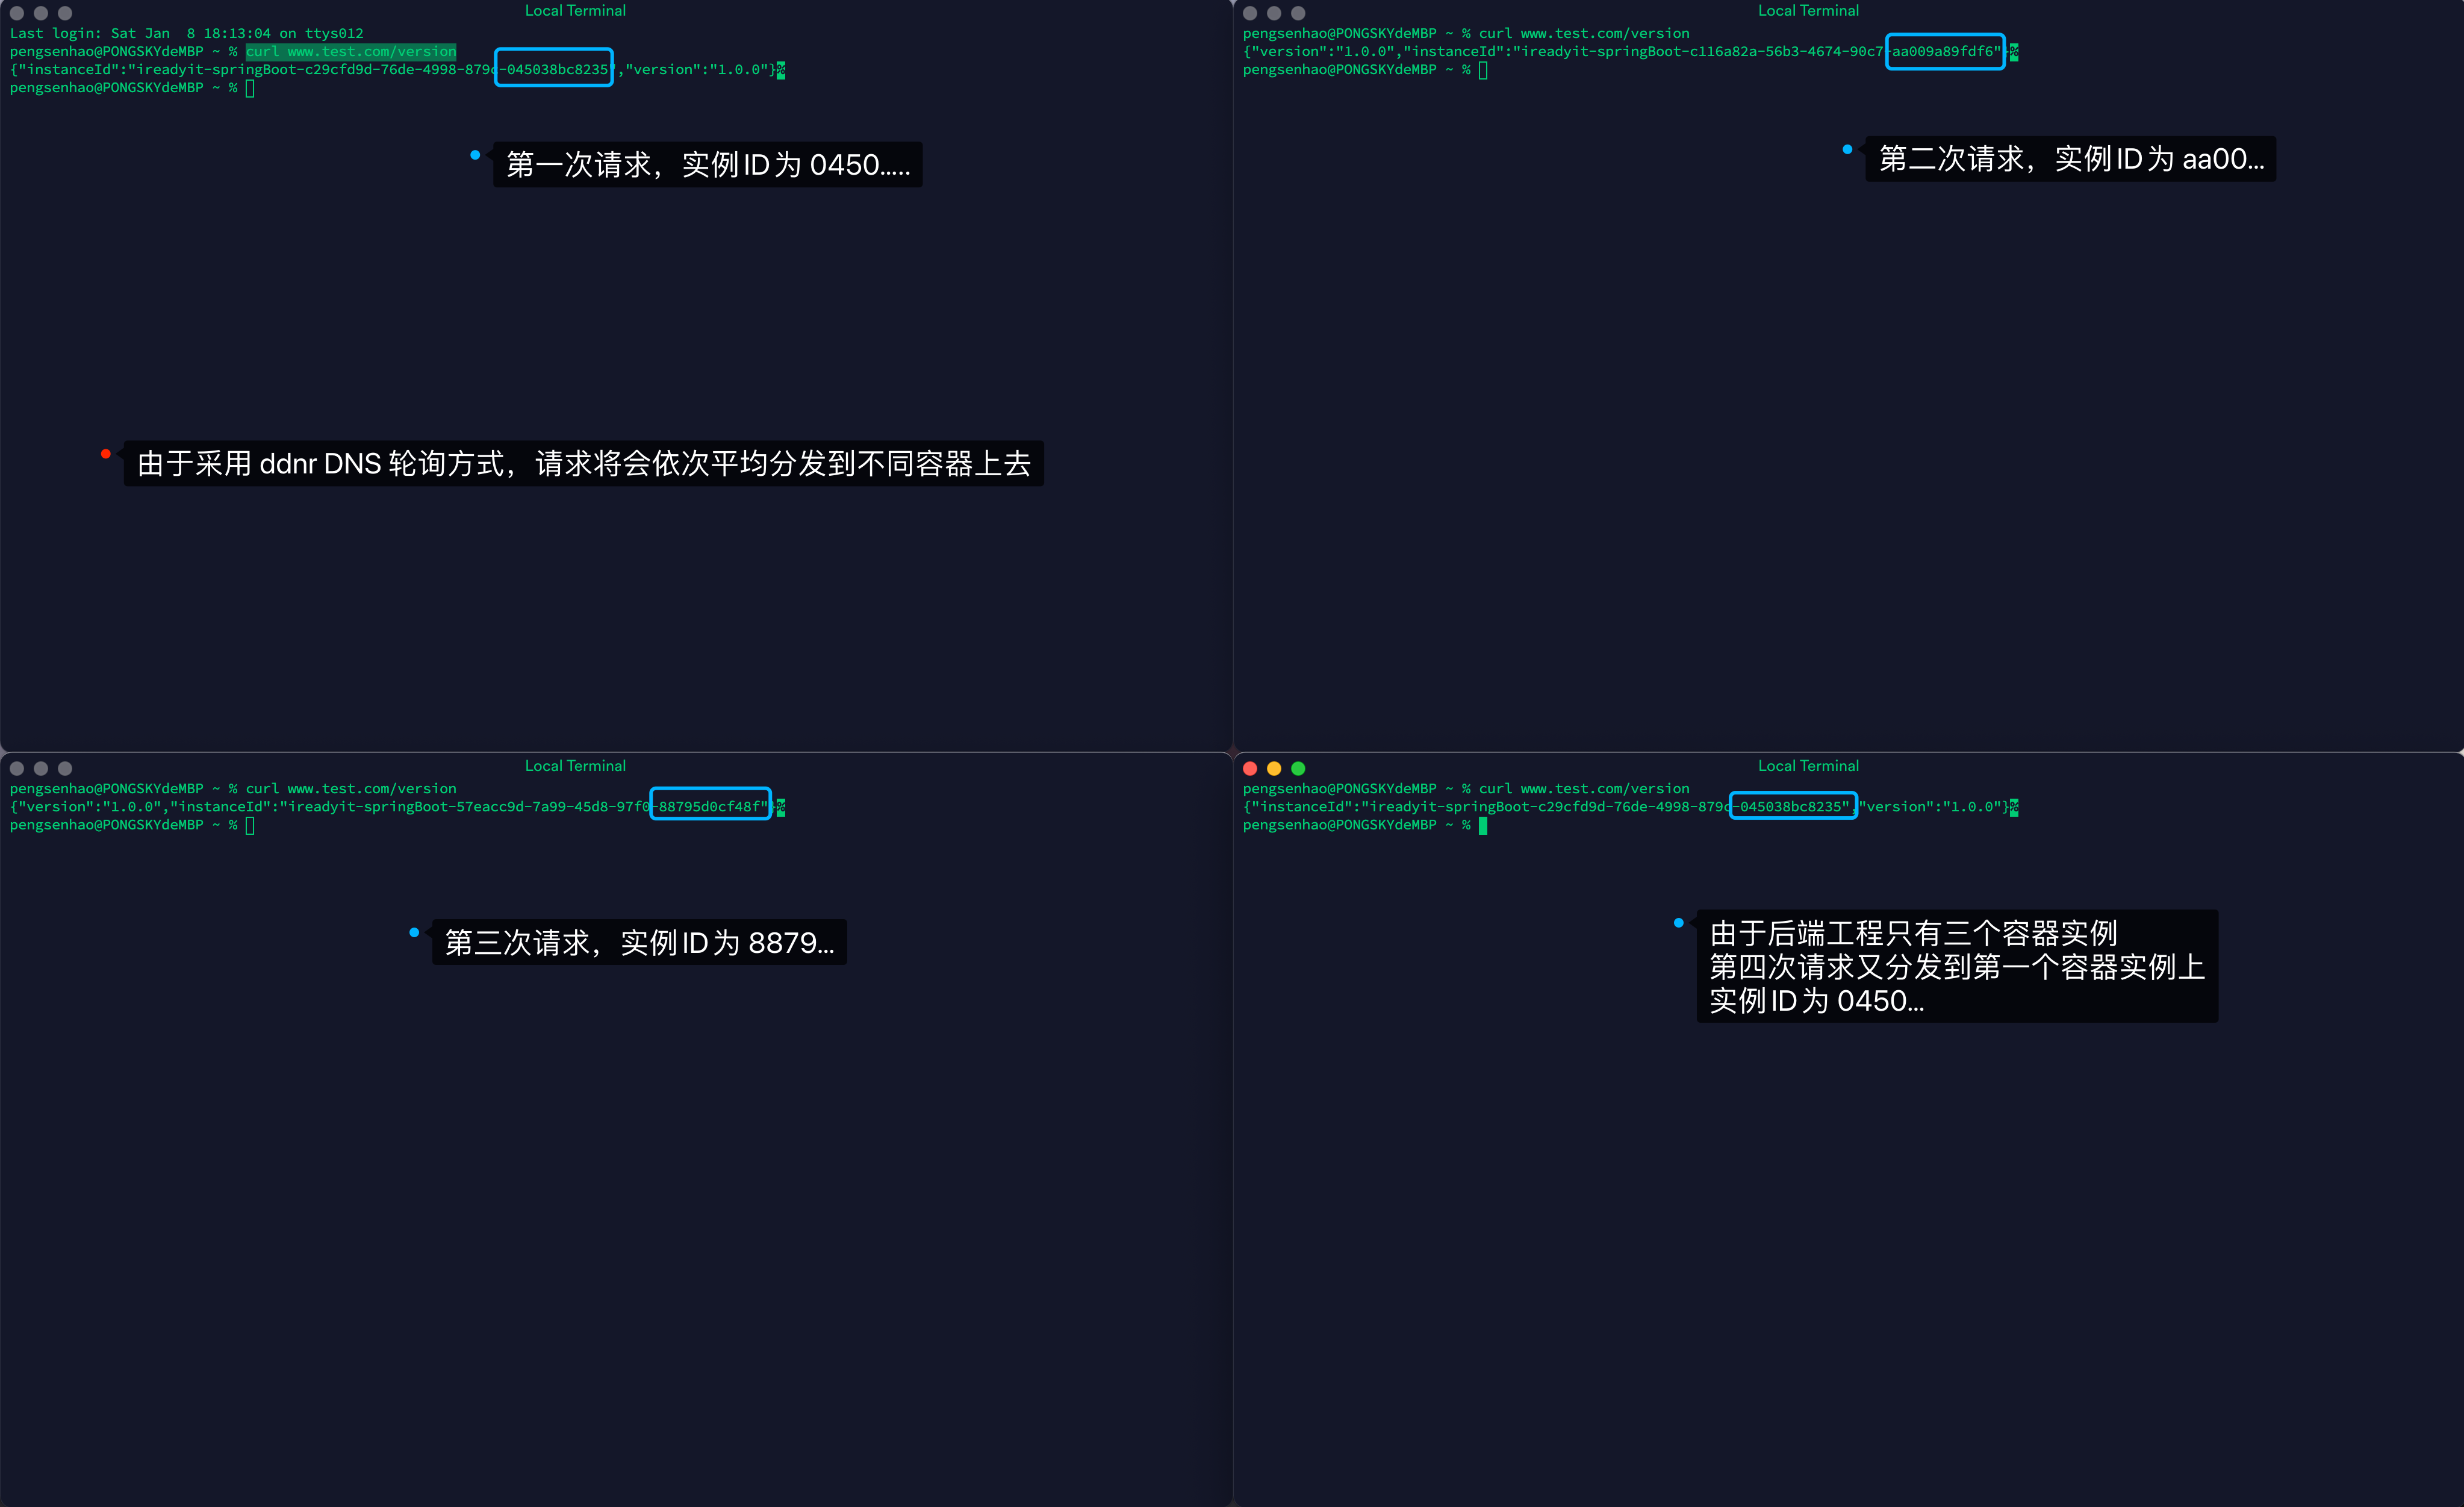 Local Terminal
Last login: Sat Jan  8 18:13:04 on ttys012
pengsenhao@PONGSKYdeMBP ~ % curl www.test.com/version
{"instanceId":"ireadyit-springBoot-c29cfd9d-76de-4998-879c-045038bc8235","version":"1.0.0"}%
pengsenhao@PONGSKYdeMBP ~ %
第一次请求，实例ID为 0450.....
由于采用 ddnr DNS 轮询方式，请求将会依次平均分发到不同容器上去
Local Terminal
pengsenhao@PONGSKYdeMBP ~ % curl www.test.com/version
{"version":"1.0.0","instanceId":"ireadyit-springBoot-c116a82a-56b3-4674-90c7-aa009a89fdf6"}%
pengsenhao@PONGSKYdeMBP ~ %
第二次请求，实例ID为 aa00...
Local Terminal
pengsenhao@PONGSKYdeMBP ~ % curl www.test.com/version
{"version":"1.0.0","instanceId":"ireadyit-springBoot-57eacc9d-7a99-45d8-97f0-88795d0cf48f"}%
pengsenhao@PONGSKYdeMBP ~ %
第三次请求，实例ID为 8879...
Local Terminal
pengsenhao@PONGSKYdeMBP ~ % curl www.test.com/version
{"instanceId":"ireadyit-springBoot-c29cfd9d-76de-4998-879c-045038bc8235","version":"1.0.0"}%
pengsenhao@PONGSKYdeMBP ~ %
由于后端工程只有三个容器实例
第四次请求又分发到第一个容器实例上
实例ID为 0450...